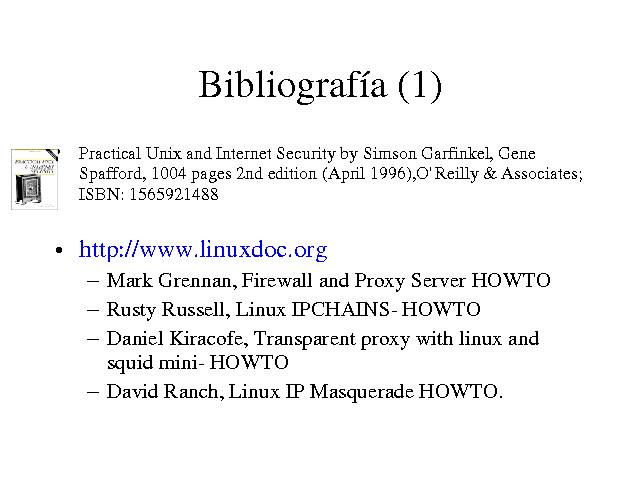 Bibliografía (1)
PRACTICAL UNIX
& INTERNET
SECURITY
Practical Unix and Internet Security by Simson Garfinkel, Gene
Spafford, 1004 pages 2nd edition (April 1996),O'Reilly & Associates;
ISBN: 1565921488
• http://www.linuxdoc.org
– Mark Grennan, Firewall and Proxy Server HOWTO
– Rusty Russell, Linux IPCHAINS- HOWTO
– Daniel Kiracofe, Transparent proxy with linux and
squid mini- HOWTO
– David Ranch, Linux IP Masquerade HOWTO.